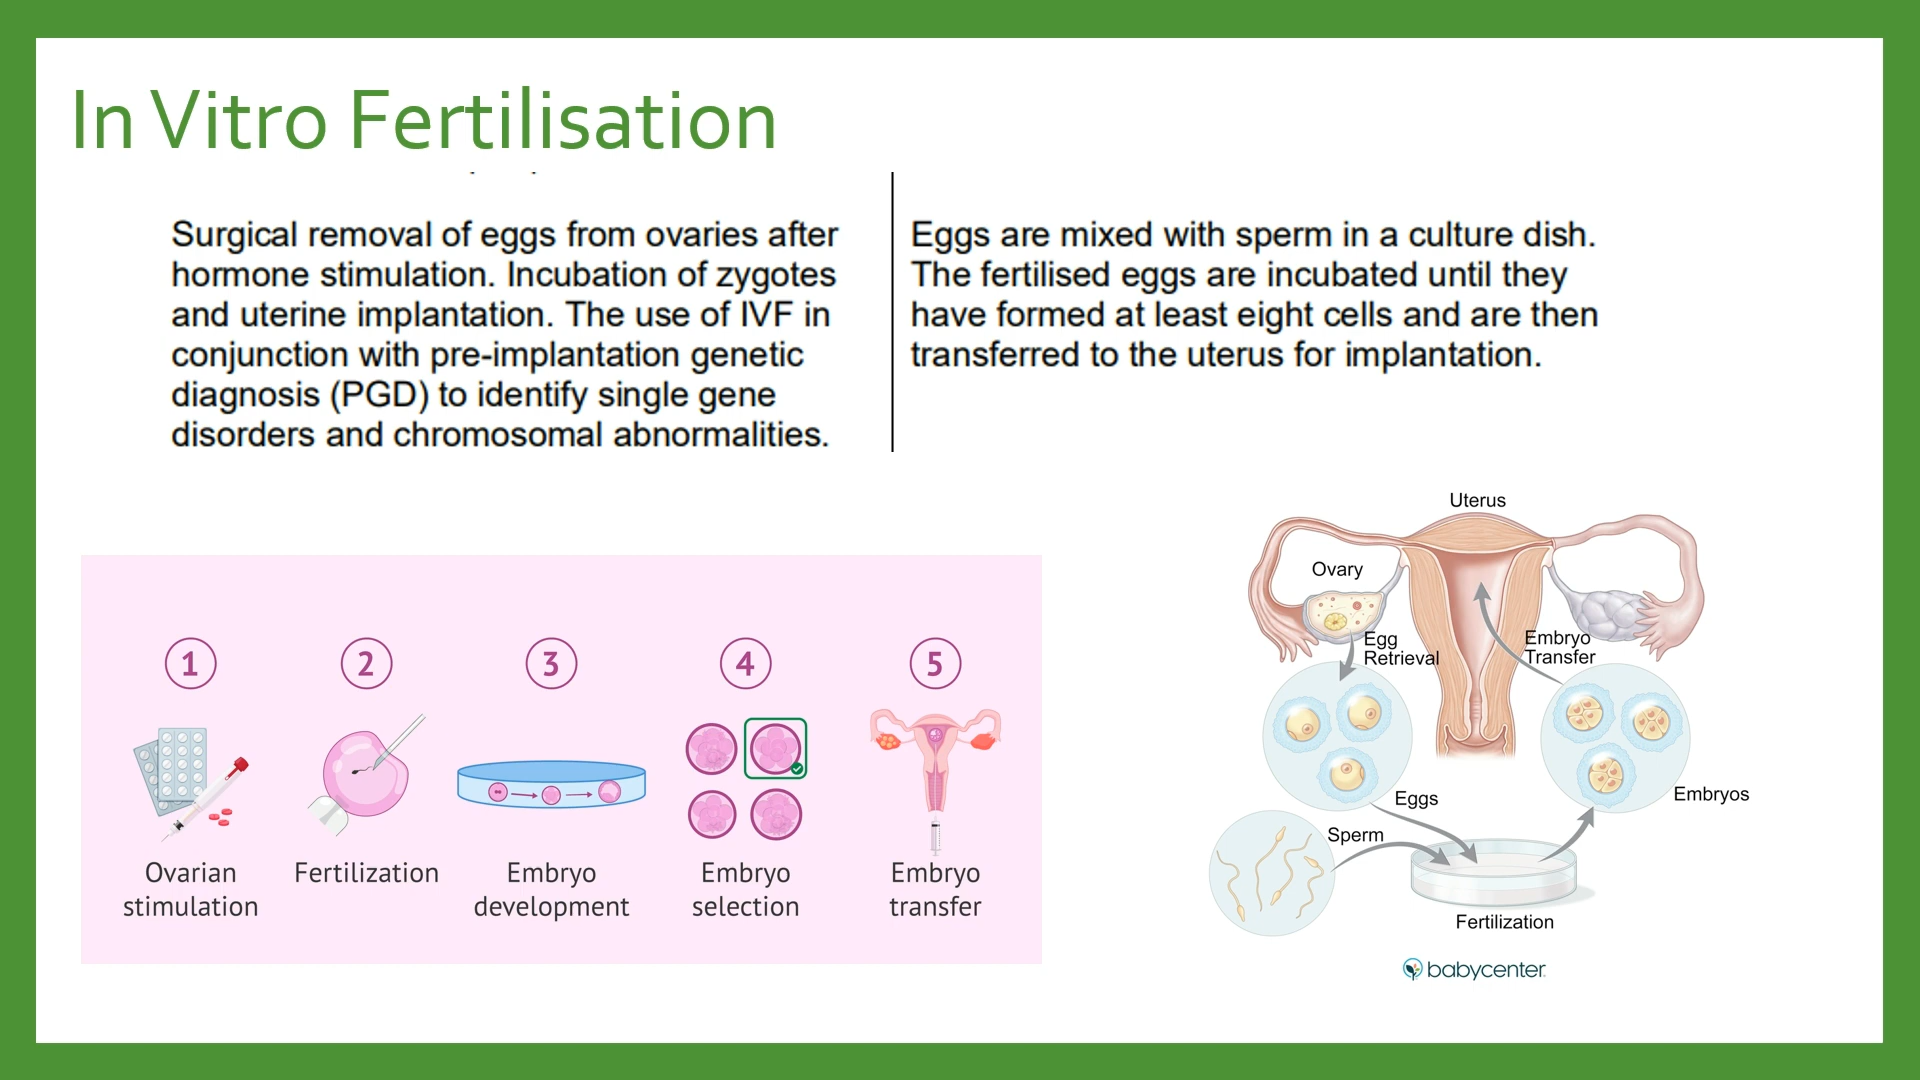 In Vitro Fertilisation
Surgical removal of eggs from ovaries after
hormone stimulation. Incubation of zygotes
and uterine implantation. The use of IVF in
conjunction with pre-implantation genetic
diagnosis (PGD) to identify single gene
disorders and chromosomal abnormalities.
Eggs are mixed with sperm in a culture dish.
The fertilised eggs are incubated until they
have formed at least eight cells and are then
transferred to the uterus for implantation.
1
Ovarian
stimulation
2
Fertilization
3
Embryo
development
4
Embryo
selection
5
Embryo
transfer
Uterus
Ovary
Egg
Retrieval
Embryo
Transfer
Eggs
Embryos
Sperm
Fertilization
babycenter